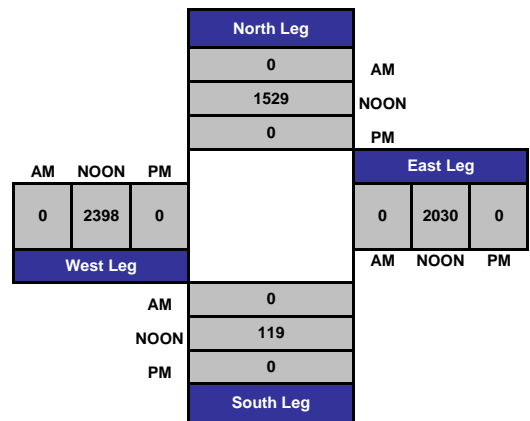 North Leg
0 AM
1529 NOON
0 PM
AM NOON PM
East Leg
0 2398 0
0 2030 0
West Leg
AM NOON PM
AM 0
NOON 119
PM 0
South Leg